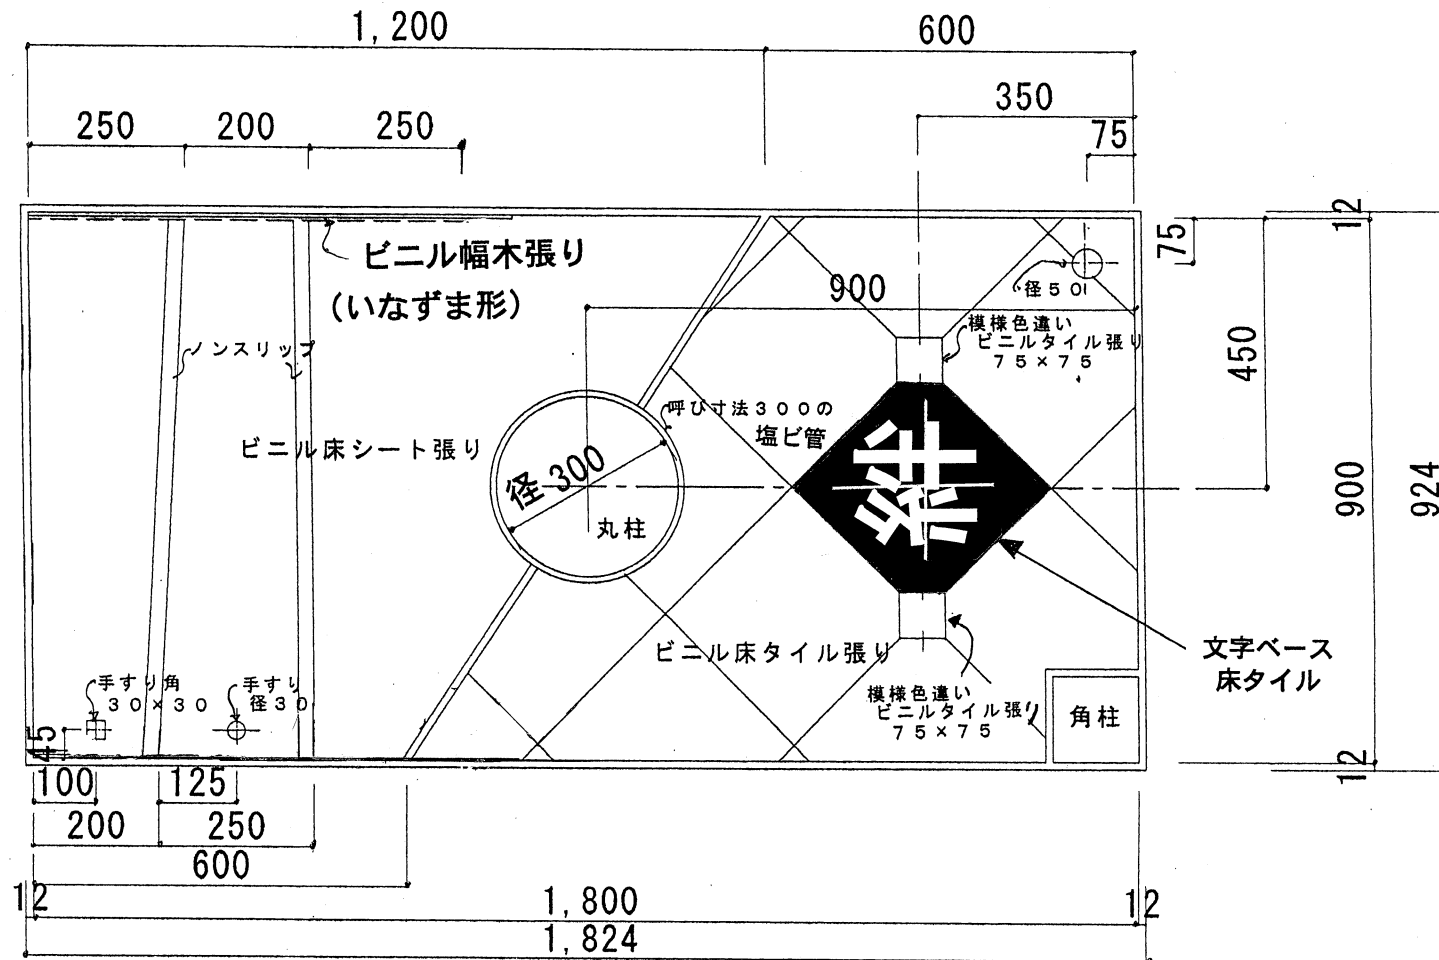 1,200
600
350
250
200
250
75
12
75
ビニル幅木張り
(いなずま形)
径50
900
模様色違い
ビニルタイル張り
75×75
450
ノンスリップ
呼び寸法300の
塩ビ管
ビニル床シート張り
径300
丸柱
900
924
ビニル床タイル張り
文字ベース
床タイル
手すり角
30×30
手すり
径30
模様色違い
ビニルタイル張り
75×75
角柱
45
12
100
125
200
250
600
12
1,800
12
1,824